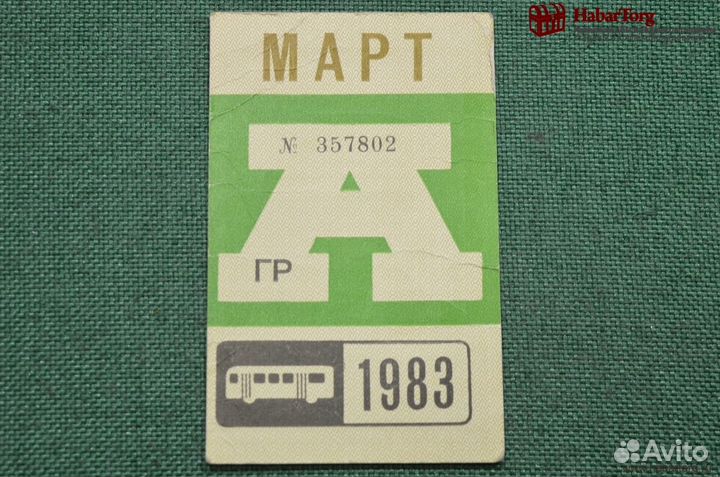 HabarTorg
МАРТ
А
№ 357802
ГР
1983
Avito